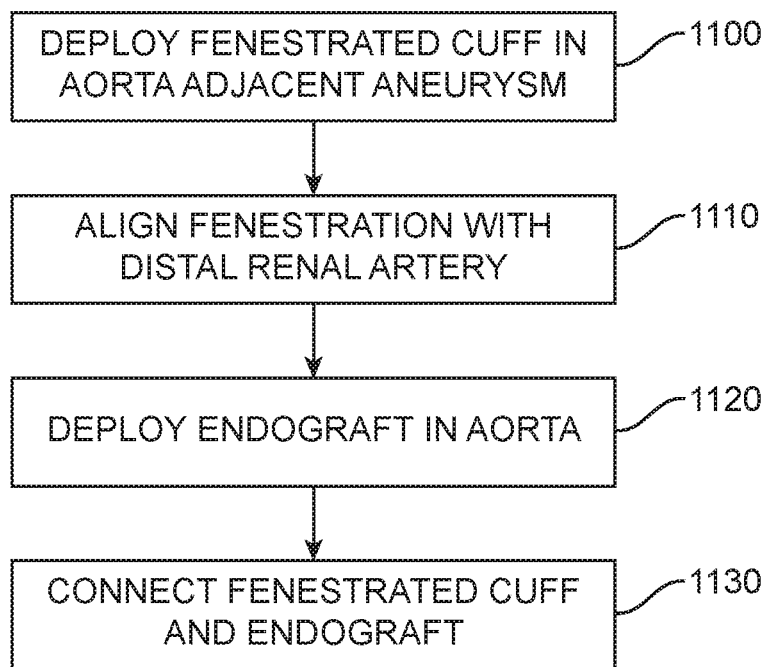 DEPLOY FENESTRATED CUFF IN
AORTA ADJACENT ANEURYSM
1100
ALIGN FENESTRATION WITH
DISTAL RENAL ARTERY
1110
DEPLOY ENDOGRAFT IN AORTA
1120
CONNECT FENESTRATED CUFF
AND ENDOGRAFT
1130